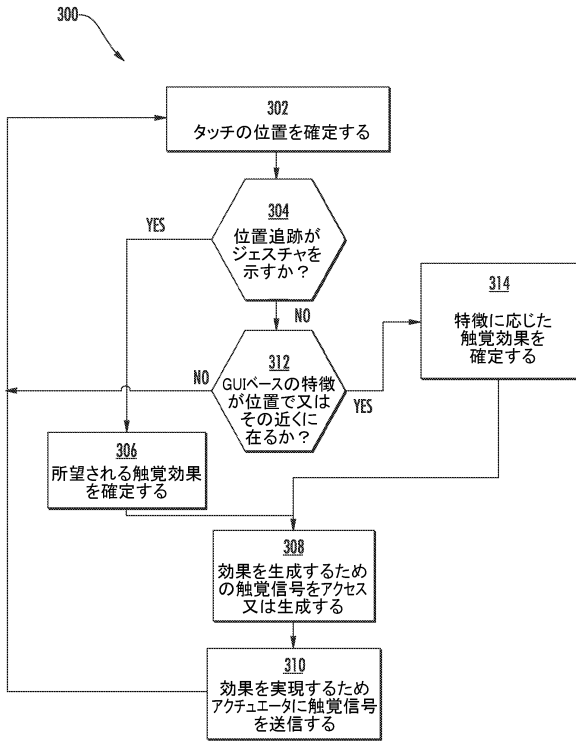 300
302
タッチの位置を確定する
304
位置追跡が
ジェスチャを
示すか？
YES
NO
312
GUIベースの特徴
が位置で又は
その近くに
在るか？
NO
YES
314
特徴に応じた
触覚効果を
確定する
306
所望される触覚効果
を確定する
308
効果を生成するため
の触覚信号をアクセス
又は生成する
310
効果を実現するため
アクチュエータに触覚信号
を送信する